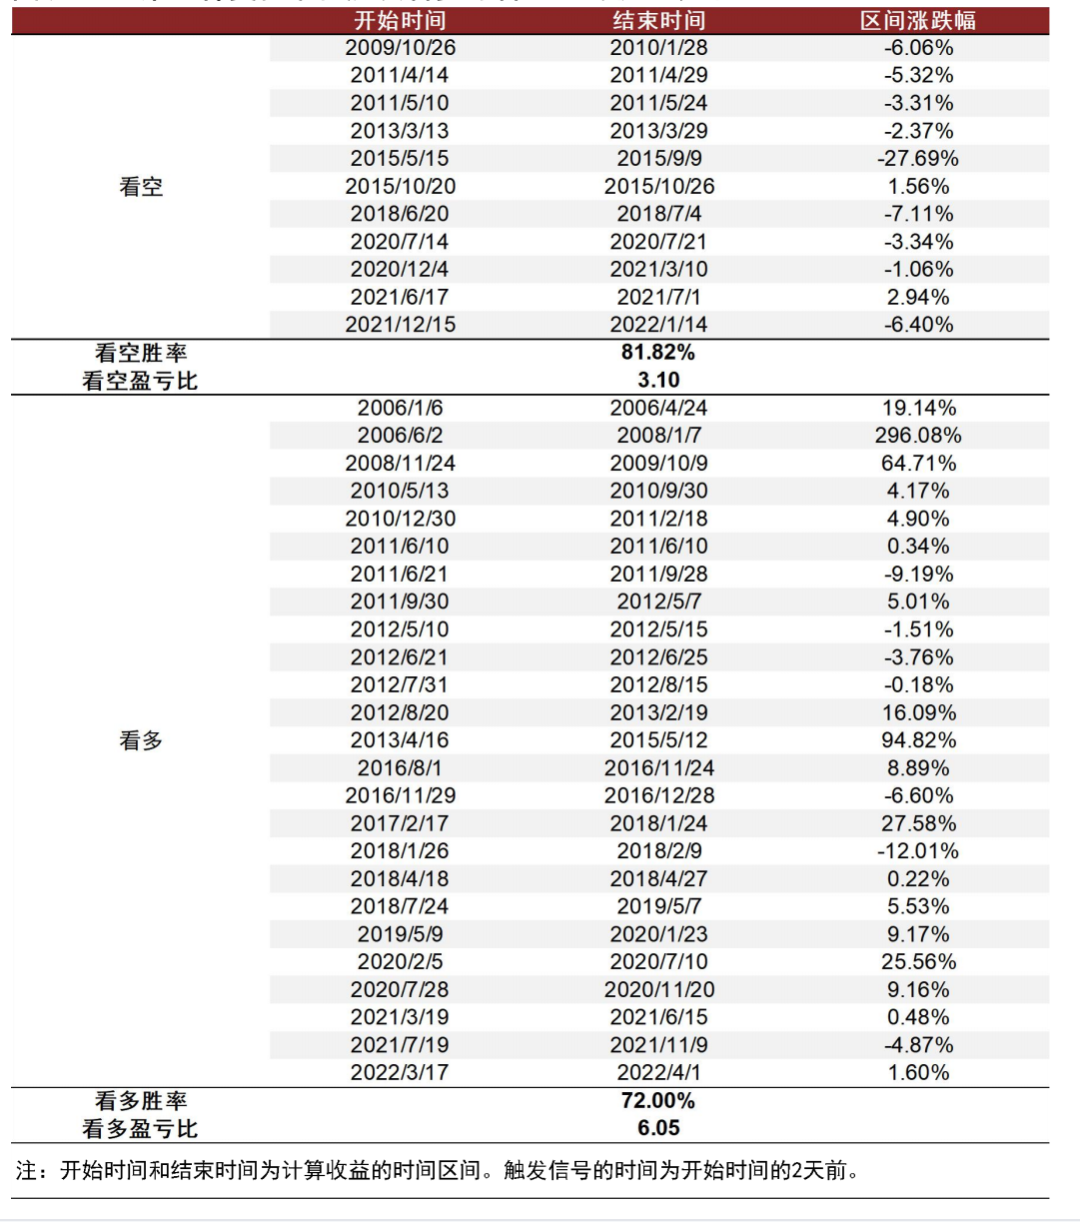 开始时间 结束时间 区间涨跌幅
2009/10/26 2010/1/28 -6.06%
2011/4/14 2011/4/29 -5.32%
2011/5/10 2011/5/24 -3.31%
2013/3/13 2013/3/29 -2.37%
2015/5/15 2015/9/9 -27.69%
看空 2015/10/20 2015/10/26 1.56%
2018/6/20 2018/7/4 -7.11%
2020/7/14 2020/7/21 -3.34%
2020/12/4 2021/3/10 -1.06%
2021/6/17 2021/7/1 2.94%
2021/12/15 2022/1/14 -6.40%
看空胜率 81.82%
看空盈亏比 3.10
2006/1/6 2006/4/24 19.14%
2006/6/2 2008/1/7 296.08%
2008/11/24 2009/10/9 64.71%
2010/5/13 2010/9/30 4.17%
2010/12/30 2011/2/18 4.90%
2011/6/10 2011/6/10 0.34%
2011/6/21 2011/9/28 -9.19%
2011/9/30 2012/5/7 5.01%
2012/5/10 2012/5/15 -1.51%
2012/6/21 2012/6/25 -3.76%
2012/7/31 2012/8/15 -0.18%
2012/8/20 2013/2/19 16.09%
看多 2013/4/16 2015/5/12 94.82%
2016/8/1 2016/11/24 8.89%
2016/11/29 2016/12/28 -6.60%
2017/2/17 2018/1/24 27.58%
2018/1/26 2018/2/9 -12.01%
2018/4/18 2018/4/27 0.22%
2018/7/24 2019/5/7 5.53%
2019/5/9 2020/1/23 9.17%
2020/2/5 2020/7/10 25.56%
2020/7/28 2020/11/20 9.16%
2021/3/19 2021/6/15 0.48%
2021/7/19 2021/11/9 -4.87%
2022/3/17 2022/4/1 1.60%
看多胜率 72.00%
看多盈亏比 6.05
注：开始时间和结束时间为计算收益的时间区间。触发信号的时间为开始时间的2天前。